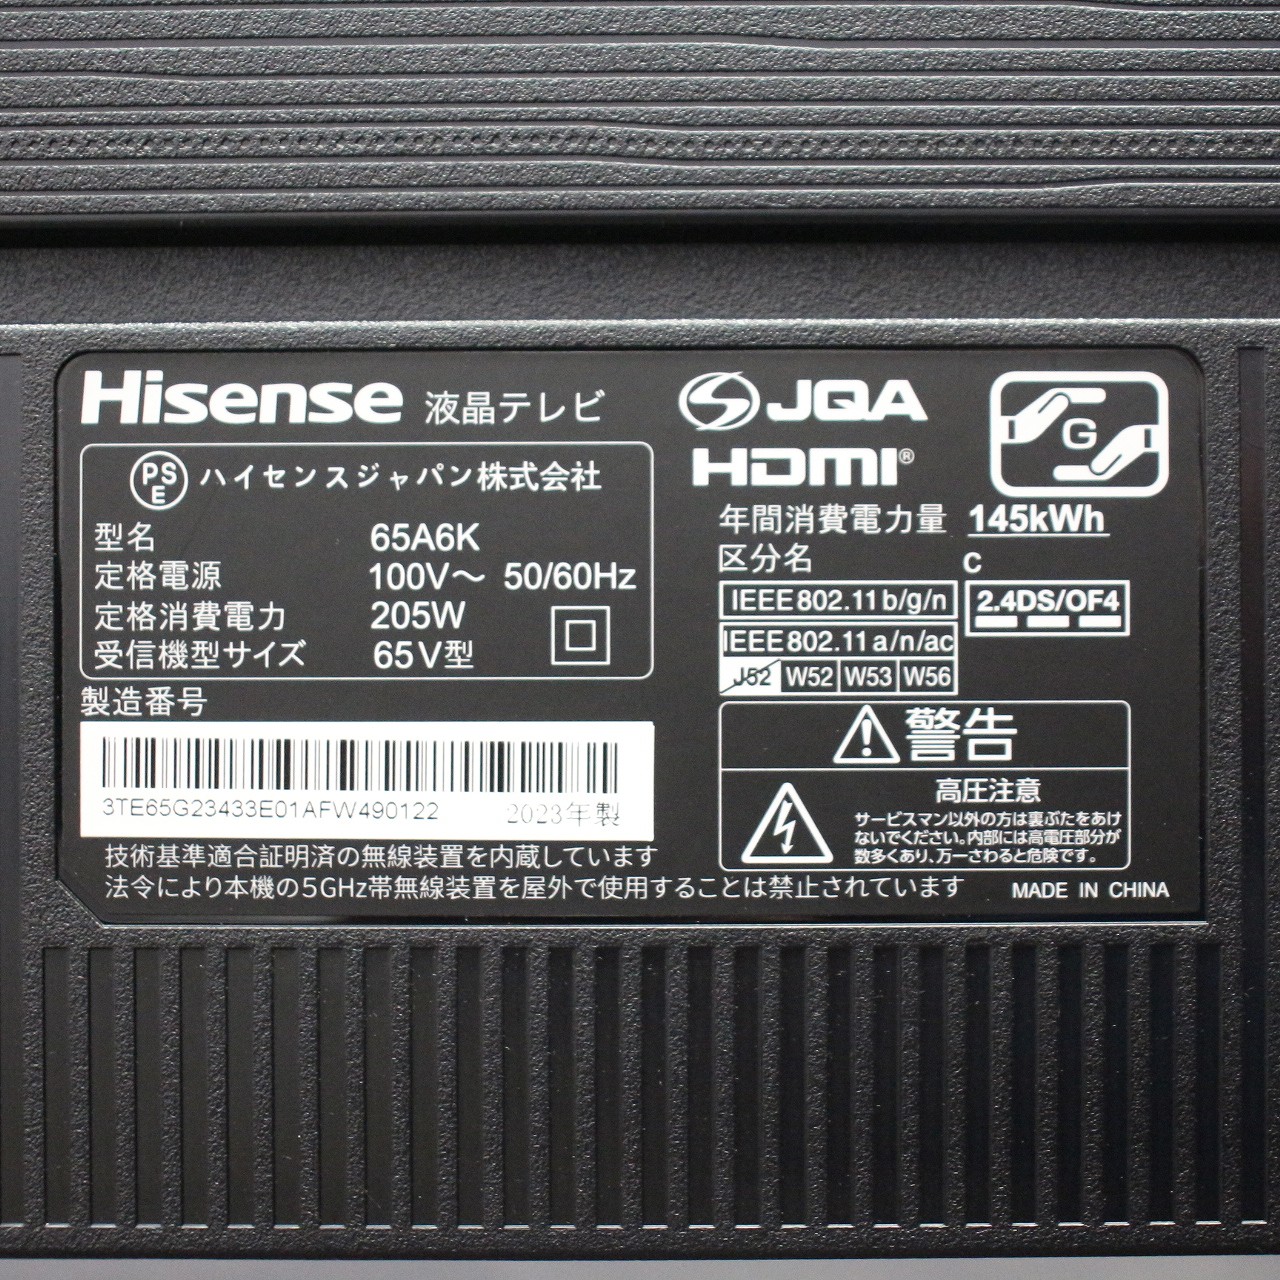 Hisense 液晶テレビ
PS
E
ハイセンスジャパン株式会社
型名 65A6K
定格電源 100V～ 50/60Hz
定格消費電力 205W
受信機型サイズ 65V型
製造番号
3TE65G23433E01AFW490122 2023年製
JQA
HDMI®
G
年間消費電力量 145kWh
区分名 C
IEEE802.11b/g/n 2.4DS/OF4
IEEE802.11a/n/ac
J52 W52 W53 W56
警告
高圧注意
サービスマン以外の方は裏ぶたをあけ
ないでください。内部には高電圧部分が
数多くあり、万一さわると危険です。
技術基準適合証明済の無線装置を内蔵しています
法令により本機の5GHz帯無線装置を屋外で使用することは禁止されています
MADE IN CHINA